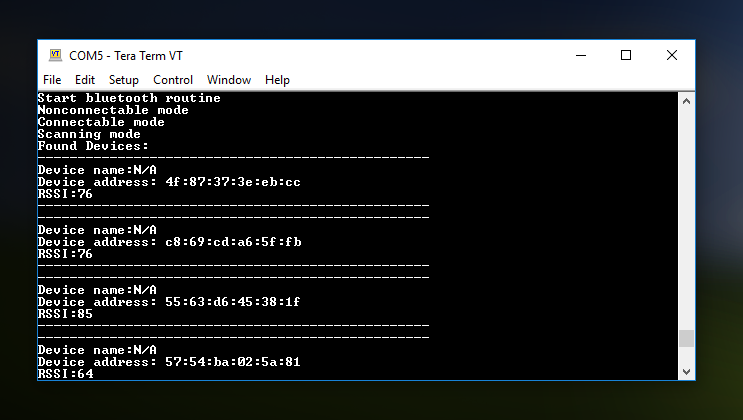 COM5 - Tera Term VT
File Edit Setup Control Window Help
Start bluetooth routine
Nonconnectable mode
Connectable mode
Scanning mode
Found Devices:
--------------------------------------------------
Device name:N/A
Device address: 4f:87:37:3e:eb:cc
RSSI:76
--------------------------------------------------
--------------------------------------------------
Device name:N/A
Device address: c8:69:cd:a6:5f:fb
RSSI:76
--------------------------------------------------
--------------------------------------------------
Device name:N/A
Device address: 55:63:d6:45:38:1f
RSSI:85
--------------------------------------------------
--------------------------------------------------
Device name:N/A
Device address: 57:54:ba:02:5a:81
RSSI:64